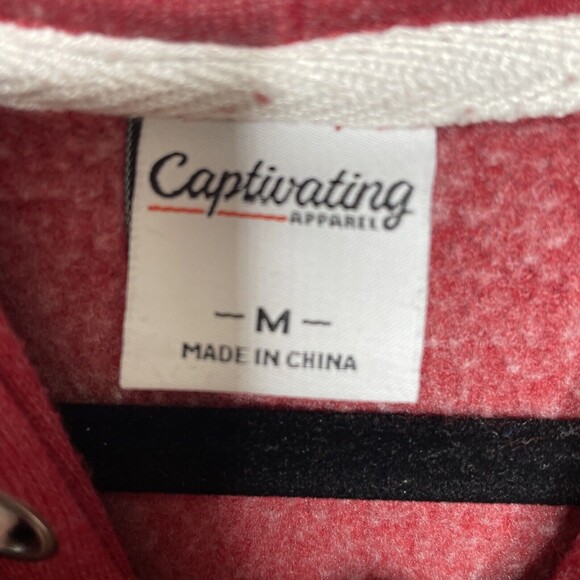 Captivating
APPAREL
— M —
MADE IN CHINA